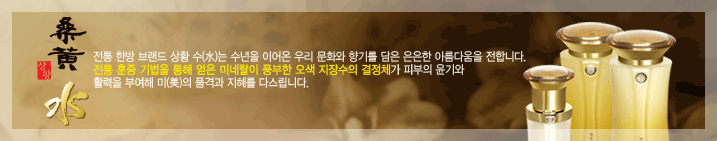 桑黃
상황
水
전통 한방 브랜드 상황 수(水)는 수년을 이어온 우리 문화와 향기를 담은 은은한 아름다움을 전합니다.
전통 훈증 기법을 통해 얻은 미네랄이 풍부한 오색 지장수의 결정체가 피부의 윤기와
활력을 부여해 미(美)의 품격과 지혜를 다스립니다.